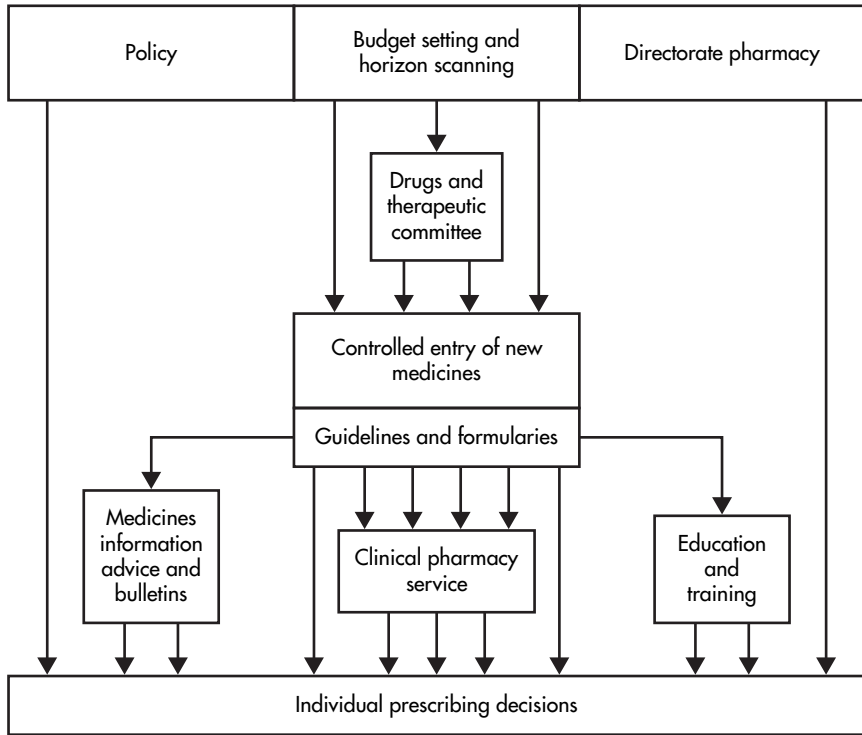 Policy
Budget setting and
horizon scanning
Directorate pharmacy
Drugs and
therapeutic
committee
Controlled entry of new
medicines
Guidelines and formularies
Medicines
information
advice and
bulletins
Clinical pharmacy
service
Education
and
training
Individual prescribing decisions